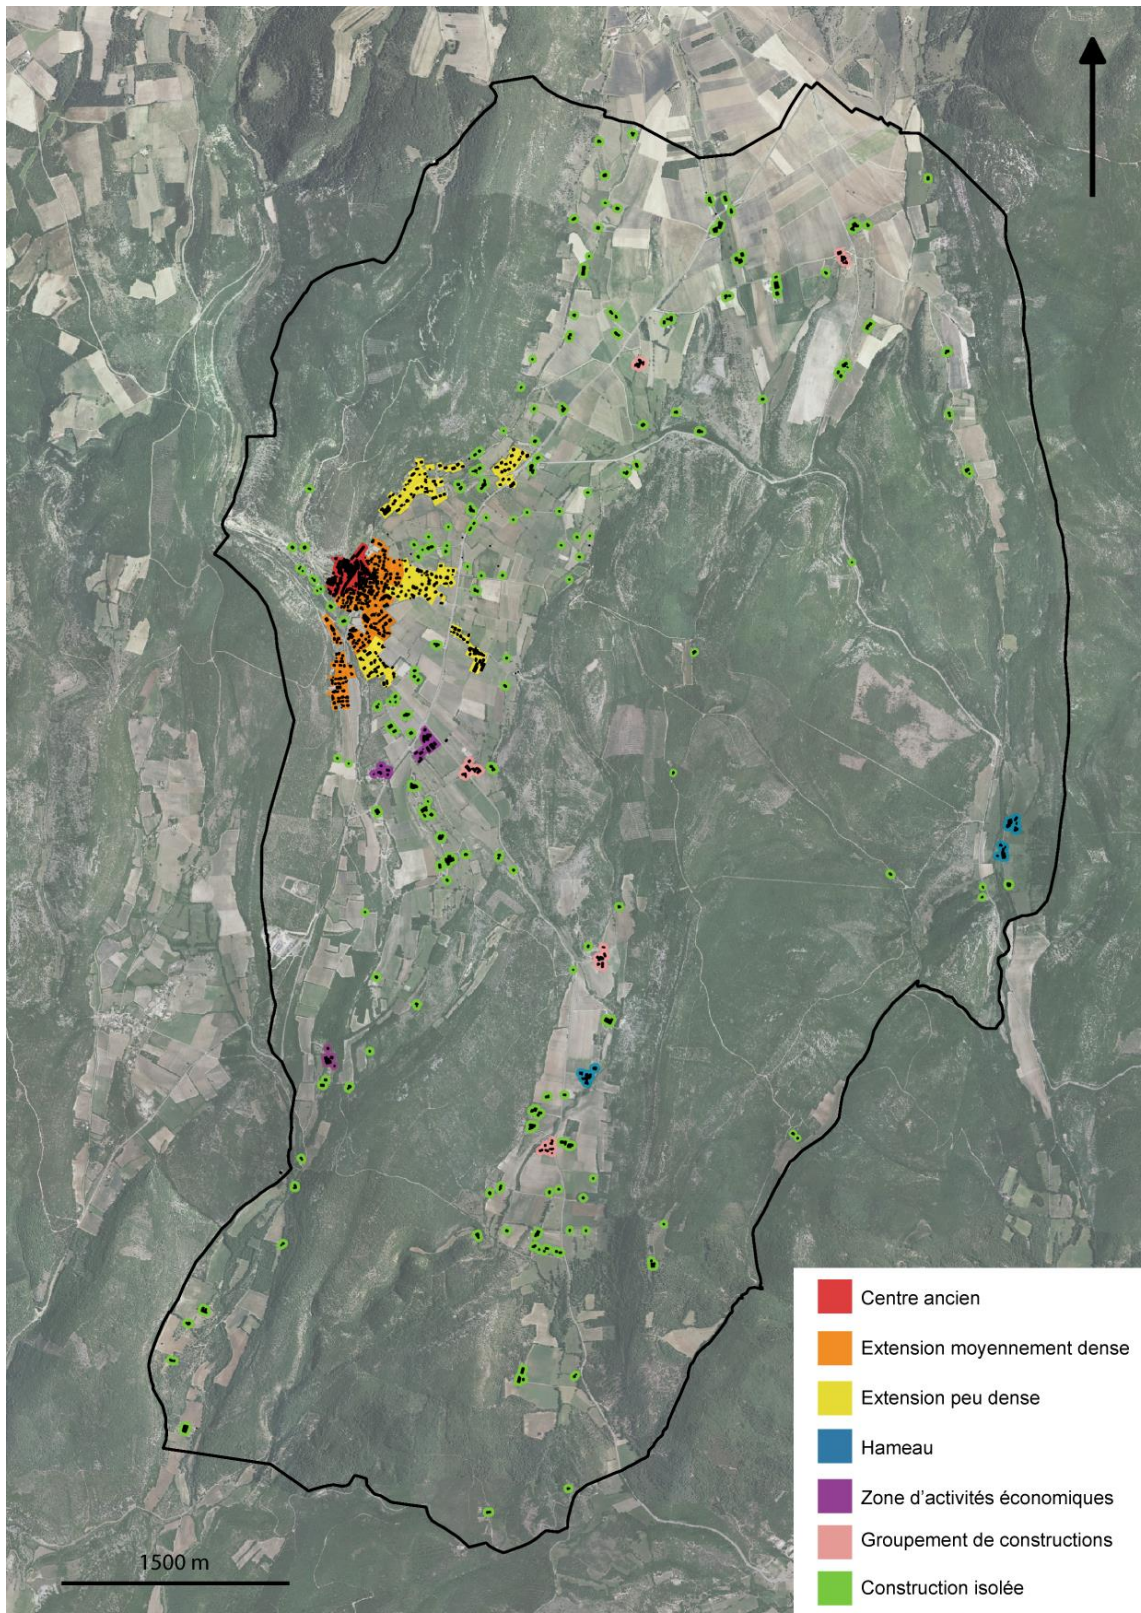 Centre ancien
Extension moyennement dense
Extension peu dense
Hameau
Zone d'activités économiques
Groupement de constructions
Construction isolée
1500 m